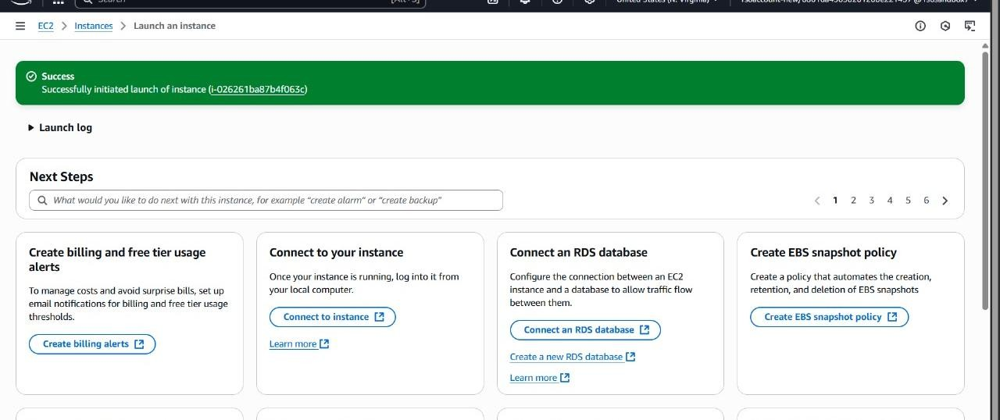 Search
[Alt+S]
United States (N. Virginia)
EC2
Instances
Launch an instance
Success
Successfully initiated launch of instance (i-026261ba87b4f063c)
Launch log
Next Steps
What would you like to do next with this instance, for example "create alarm" or "create backup"
1 2 3 4 5 6
Create billing and free tier usage
alerts
To manage costs and avoid surprise bills, set up
email notifications for billing and free tier usage
thresholds.
Create billing alerts
Connect to your instance
Once your instance is running, log into it from
your local computer.
Connect to instance
Learn more
Connect an RDS database
Configure the connection between an EC2
instance and a database to allow traffic flow
between them.
Connect an RDS database
Create a new RDS database
Learn more
Create EBS snapshot policy
Create a policy that automates the creation,
retention, and deletion of EBS snapshots
Create EBS snapshot policy